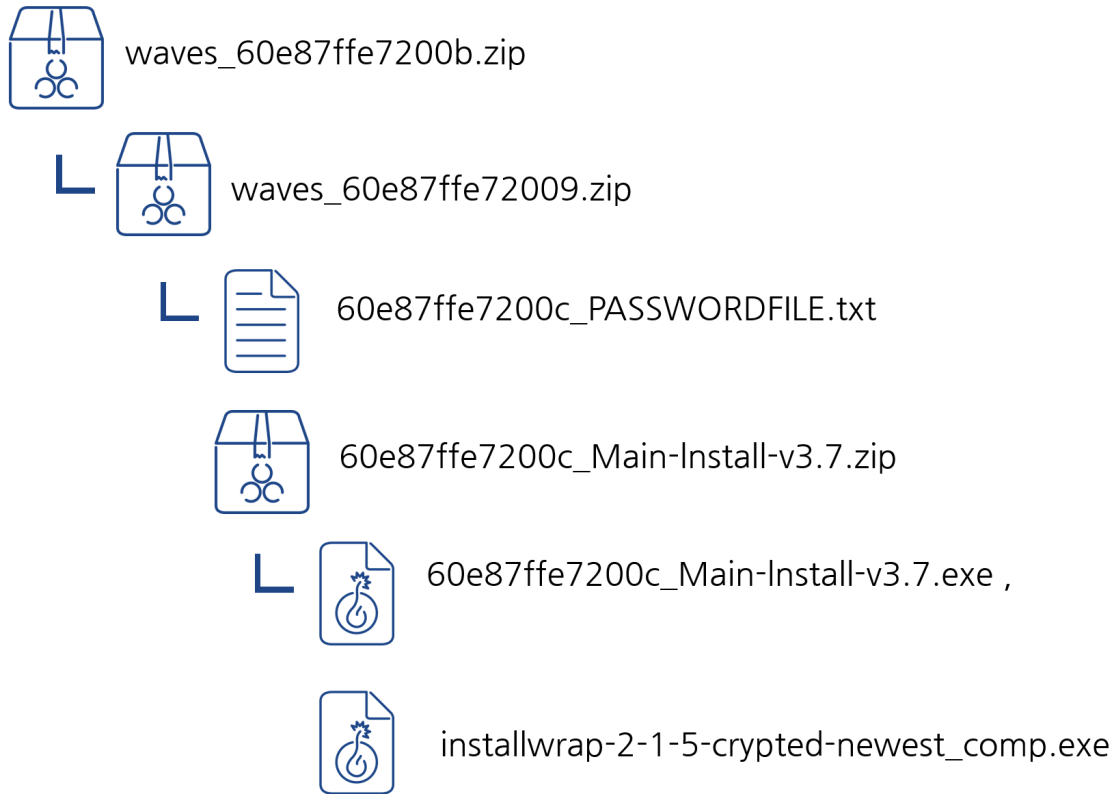 waves_60e87ffe7200b.zip
waves_60e87ffe72009.zip
60e87ffe7200c_PASSWORDFILE.txt
60e87ffe7200c_Main-Install-v3.7.zip
60e87ffe7200c_Main-Install-v3.7.exe ,
installwrap-2-1-5-crypted-newest_comp.exe